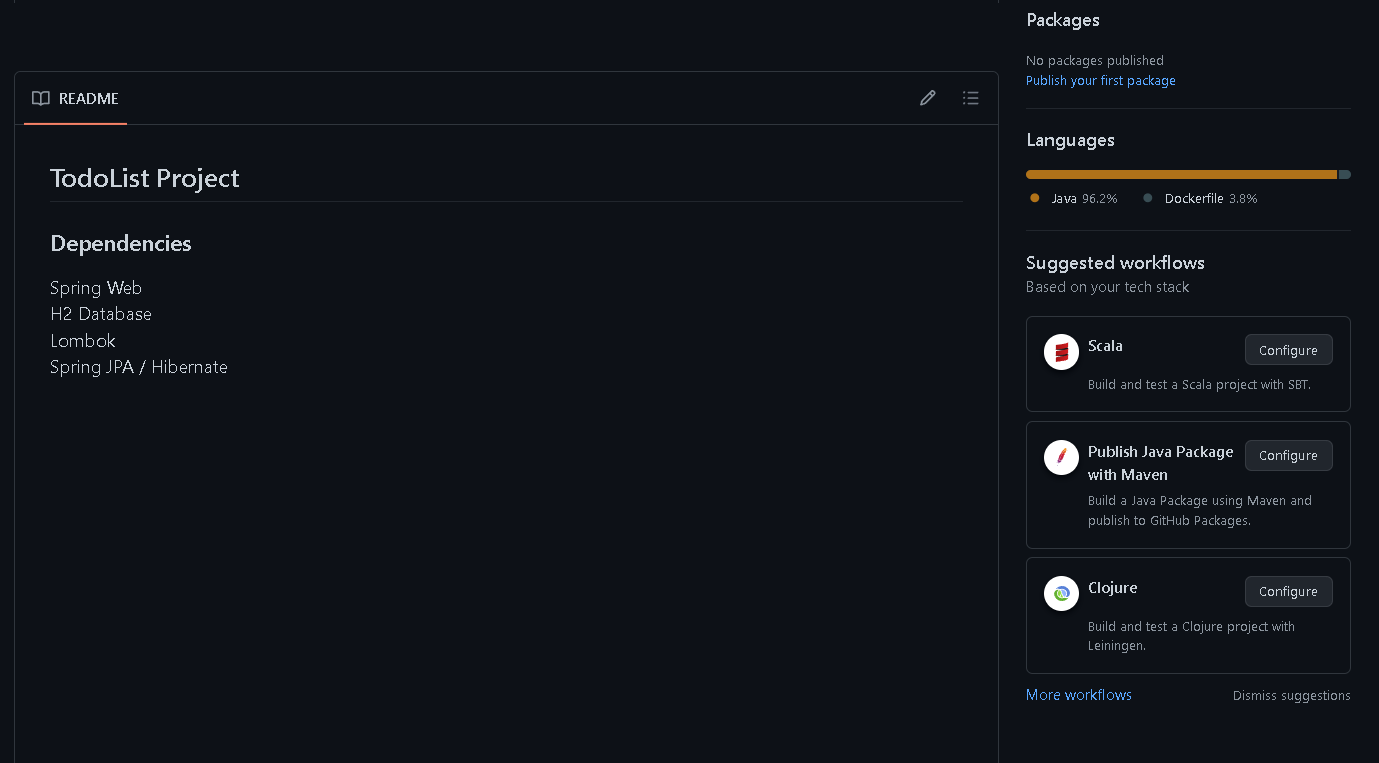 README
TodoList Project
Dependencies
Spring Web
H2 Database
Lombok
Spring JPA / Hibernate
Packages
No packages published
Publish your first package
Languages
Java 96.2% Dockerfile 3.8%
Suggested workflows
Based on your tech stack
Scala
Configure
Build and test a Scala project with SBT.
Publish Java Package
with Maven
Configure
Build a Java Package using Maven and
publish to GitHub Packages.
Clojure
Configure
Build and test a Clojure project with
Leiningen.
More workflows
Dismiss suggestions